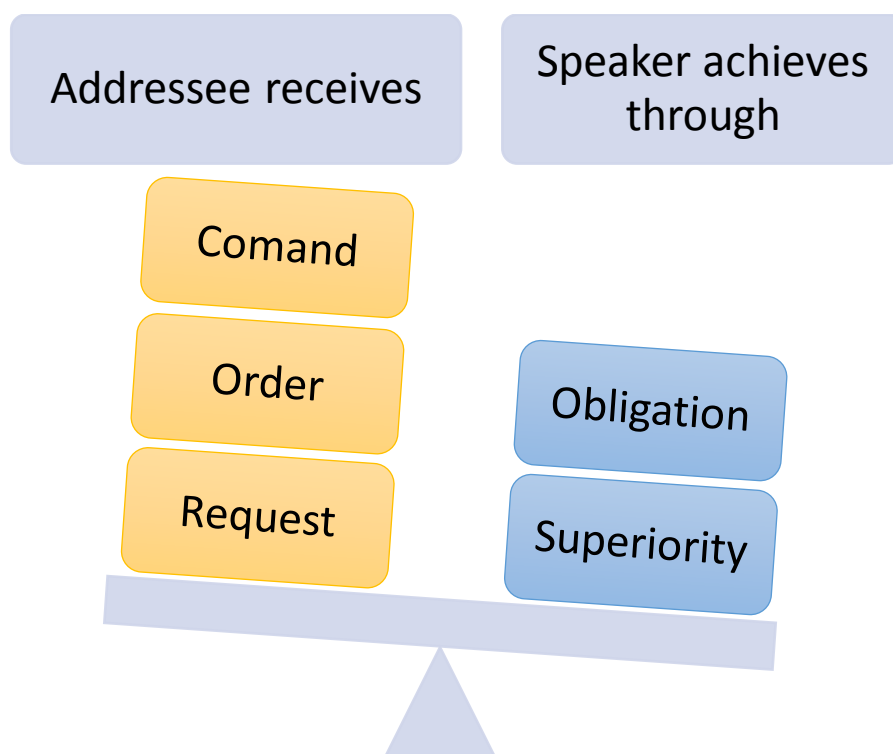 Addressee receives
Speaker achieves
through
Comand
Order
Request
Obligation
Superiority